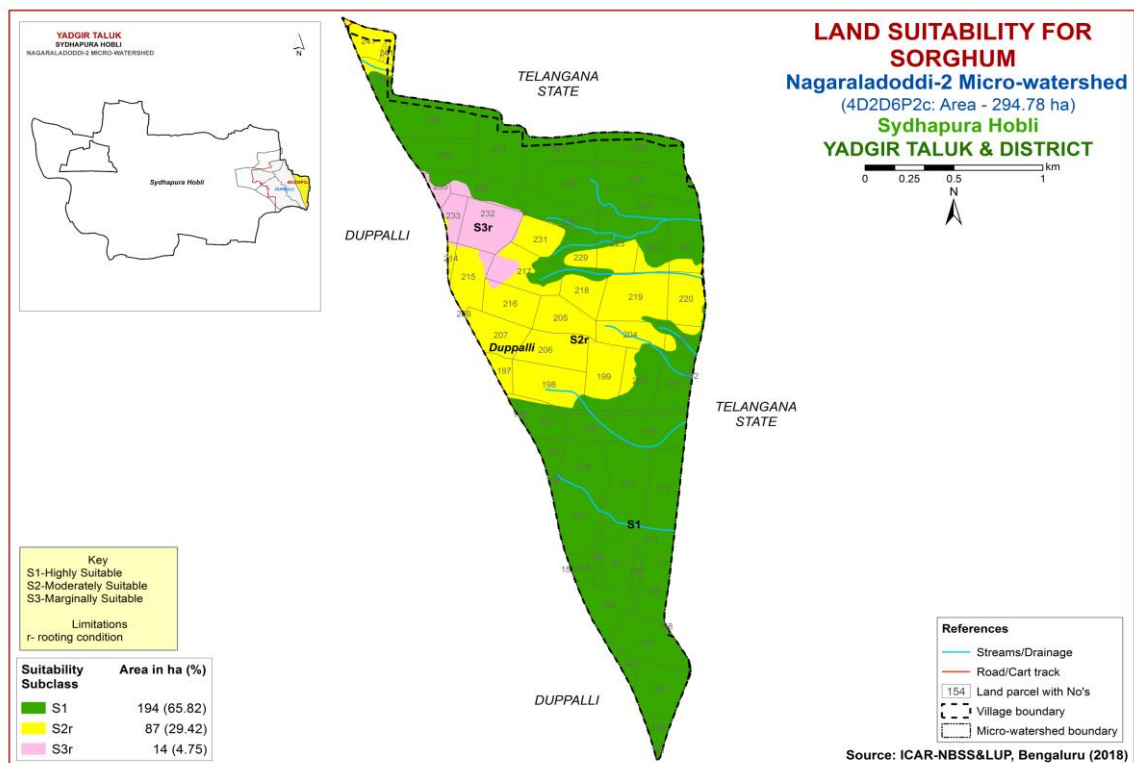 YADGIR TALUK
SYDHAPURA HOBLI
NAGARALADODDI-2 MICRO-WATERSHED
N
Sydhapura Hobli
DUPPALLI
LAND SUITABILITY FOR
SORGHUM
Nagaraladoddi-2 Micro-watershed
(4D2D6P2c: Area - 294.78 ha)
Sydhapura Hobli
YADGIR TALUK & DISTRICT
km
0 0.25 0.5 1
N
TELANGANA
STATE
DUPPALLI
241
233
232
S3r
231
229
214
215
217
218
219
220
216
205
204
207
206
S2r
Duppalli
197
198
199
TELANGANA
STATE
S1
DUPPALLI
Key
S1-Highly Suitable
S2-Moderately Suitable
S3-Marginally Suitable
Limitations
r- rooting condition
Suitability Subclass Area in ha (%)
S1 194 (65.82)
S2r 87 (29.42)
S3r 14 (4.75)
References
Streams/Drainage
Road/Cart track
154 Land parcel with No's
Village boundary
Micro-watershed boundary
Source: ICAR-NBSS&LUP, Bengaluru (2018)